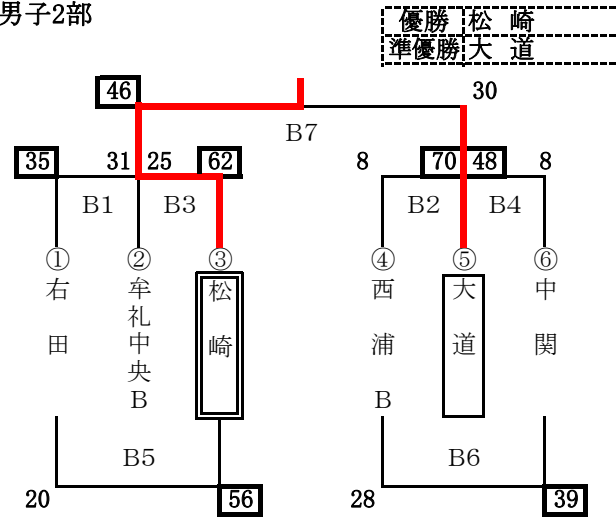 男子2部
優勝 松 崎
準優勝 大 道
46 30
B7
35 31 25 62 8 70 48 8
B1 B3 B2 B4
① ② ③ ④ ⑤ ⑥
右田
牟礼中央B
松崎
西浦B
大道
中関
B5 B6
20 56 28 39